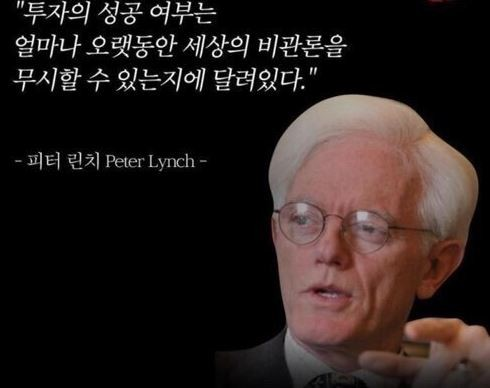 "투자의 성공 여부는
얼마나 오랫동안 세상의 비관론을
무시할 수 있는지에 달려있다."
- 피터 린치 Peter Lynch -